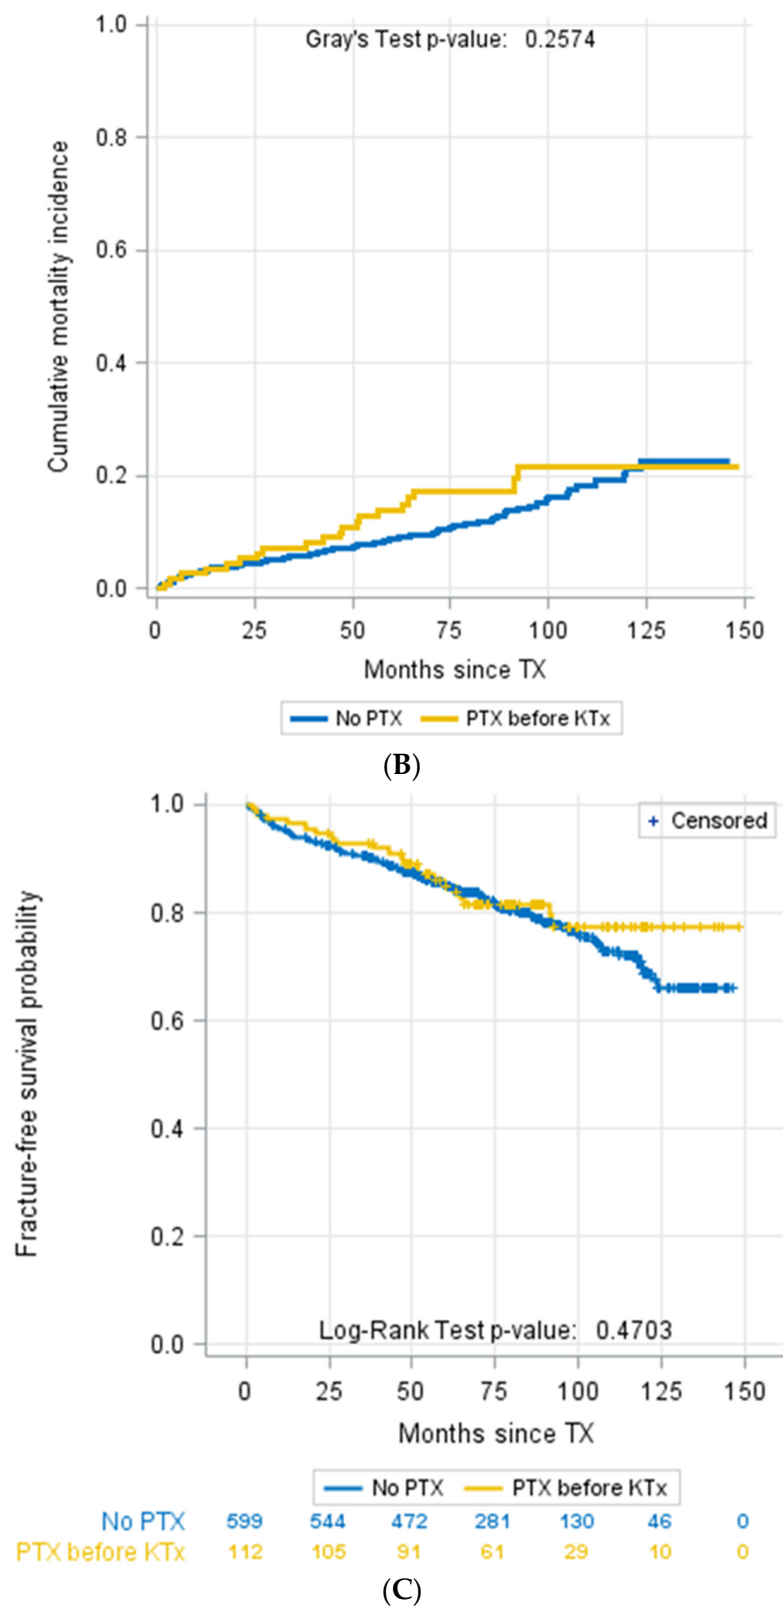 1.0
Gray's Test p-value: 0.2574
0.8
0.6
0.4
0.2
0.0
Cumulative mortality incidence
0 25 50 75 100 125 150
Months since TX
No PTX PTX before KTx
(B)
1.0
+ Censored
0.8
0.6
0.4
0.2
0.0
Fracture-free survival probability
Log-Rank Test p-value: 0.4703
0 25 50 75 100 125 150
Months since TX
No PTX PTX before KTx
No PTX 599 544 472 281 130 46 0
PTX before KTx 112 105 91 61 29 10 0
(C)